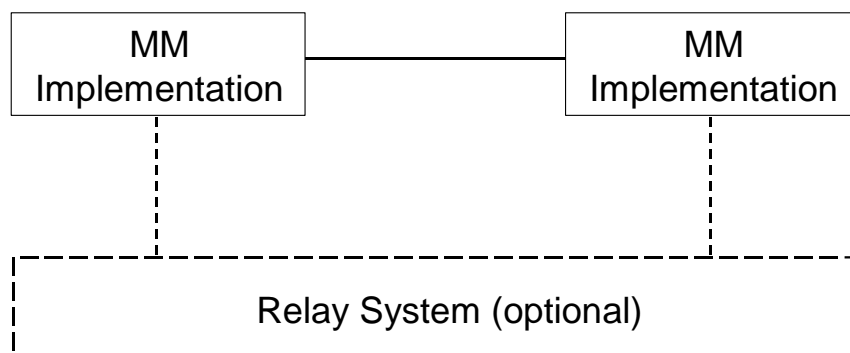 MM
Implementation
MM
Implementation
Relay System (optional)